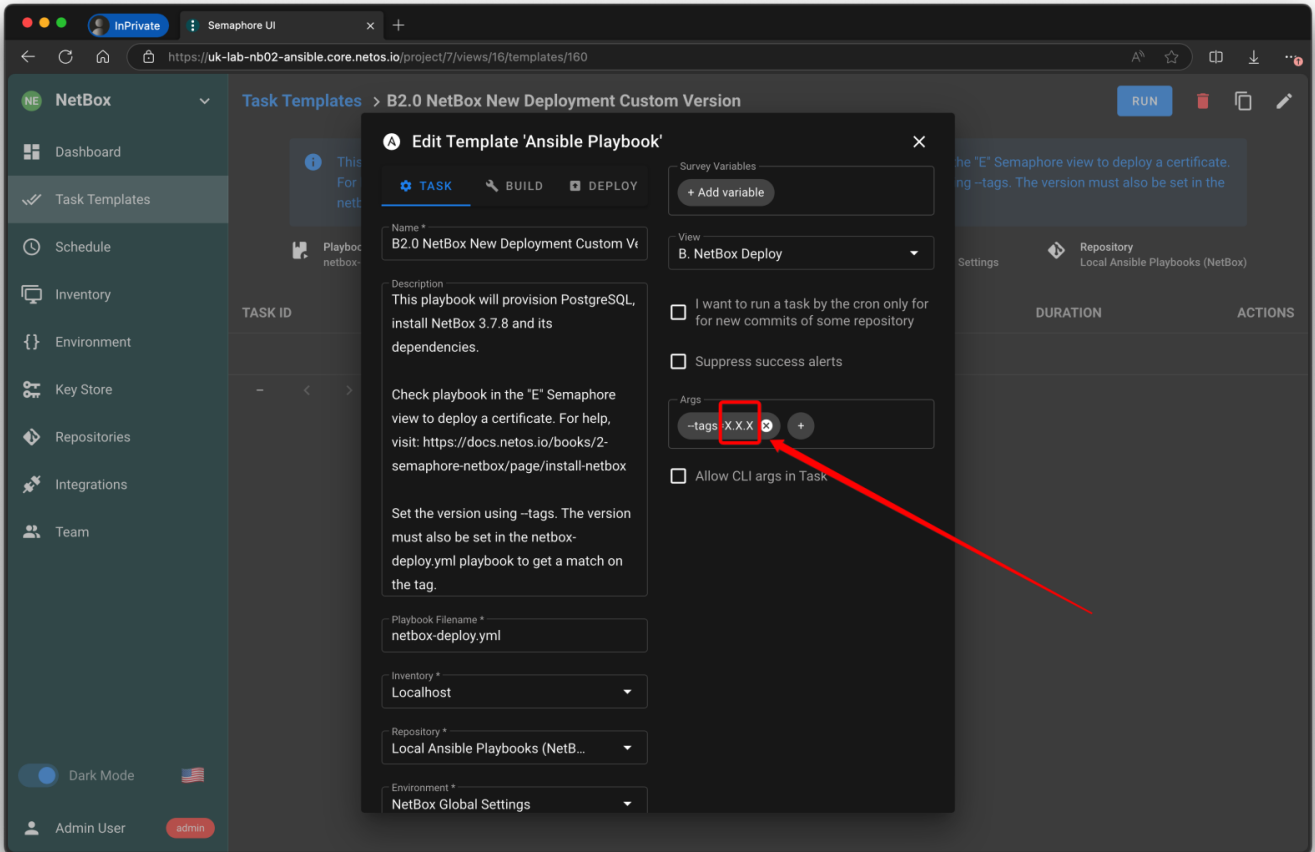 InPrivate
Semaphore UI
https://uk-lab-nb02-ansible.core.netos.io/project/7/views/16/templates/160
NE
NetBox
Dashboard
Task Templates
Schedule
Inventory
Environment
Key Store
Repositories
Integrations
Team
Dark Mode
Admin User
admin
Task Templates > B2.0 NetBox New Deployment Custom Version
RUN
This
he "E" Semaphore view to deploy a certificate.
For
ng --tags. The version must also be set in the
netb
Playboo
netbox-
Settings
Repository
Local Ansible Playbooks (NetBox)
TASK ID
DURATION
ACTIONS
Edit Template 'Ansible Playbook'
TASK
BUILD
DEPLOY
Name *
B2.0 NetBox New Deployment Custom Ve
Description
This playbook will provision PostgreSQL,
install NetBox 3.7.8 and its
dependencies.
Check playbook in the "E" Semaphore
view to deploy a certificate. For help,
visit: https://docs.netos.io/books/2-
semaphore-netbox/page/install-netbox
Set the version using --tags. The version
must also be set in the netbox-
deploy.yml playbook to get a match on
the tag.
Playbook Filename *
netbox-deploy.yml
Inventory *
Localhost
Repository *
Local Ansible Playbooks (NetB...
Environment *
NetBox Global Settings
Survey Variables
+ Add variable
View
B. NetBox Deploy
I want to run a task by the cron only for
for new commits of some repository
Suppress success alerts
Args
--tags=X.X.X
+
Allow CLI args in Task